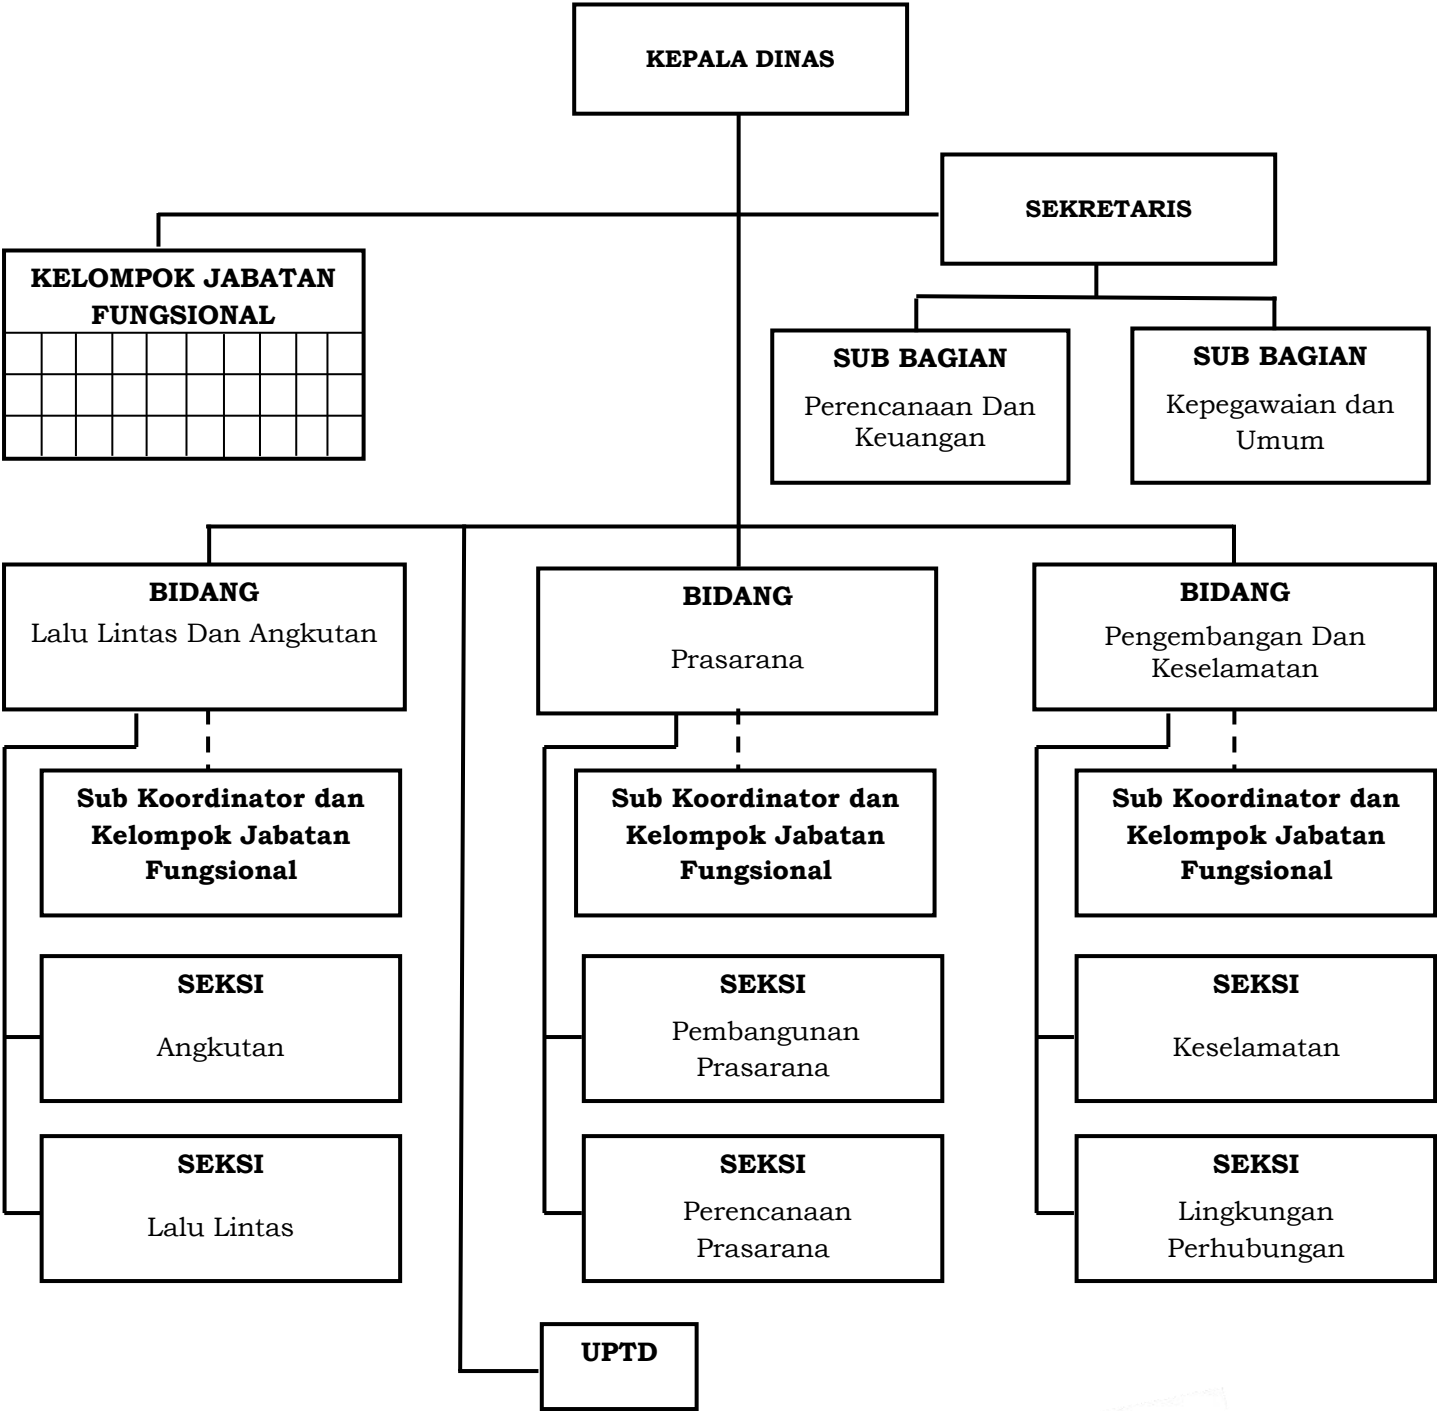 KEPALA DINAS
SEKRETARIS
KELOMPOK JABATAN
FUNGSIONAL
SUB BAGIAN
Perencanaan Dan
Keuangan
SUB BAGIAN
Kepegawaian dan
Umum
BIDANG
Lalu Lintas Dan Angkutan
BIDANG
Prasarana
BIDANG
Pengembangan Dan
Keselamatan
Sub Koordinator dan
Kelompok Jabatan
Fungsional
Sub Koordinator dan
Kelompok Jabatan
Fungsional
Sub Koordinator dan
Kelompok Jabatan
Fungsional
SEKSI
Angkutan
SEKSI
Pembangunan
Prasarana
SEKSI
Keselamatan
SEKSI
Lalu Lintas
SEKSI
Perencanaan
Prasarana
SEKSI
Lingkungan
Perhubungan
UPTD